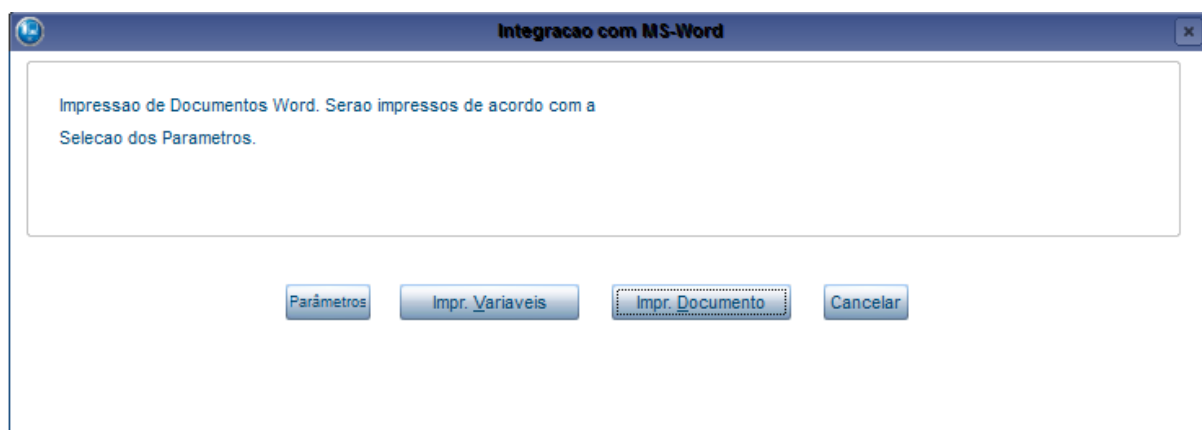 Integracao com MS-Word
Impressao de Documentos Word. Serao impressos de acordo com a
Selecao dos Parametros.
Parâmetros Impr. Variaveis Impr. Documento Cancelar